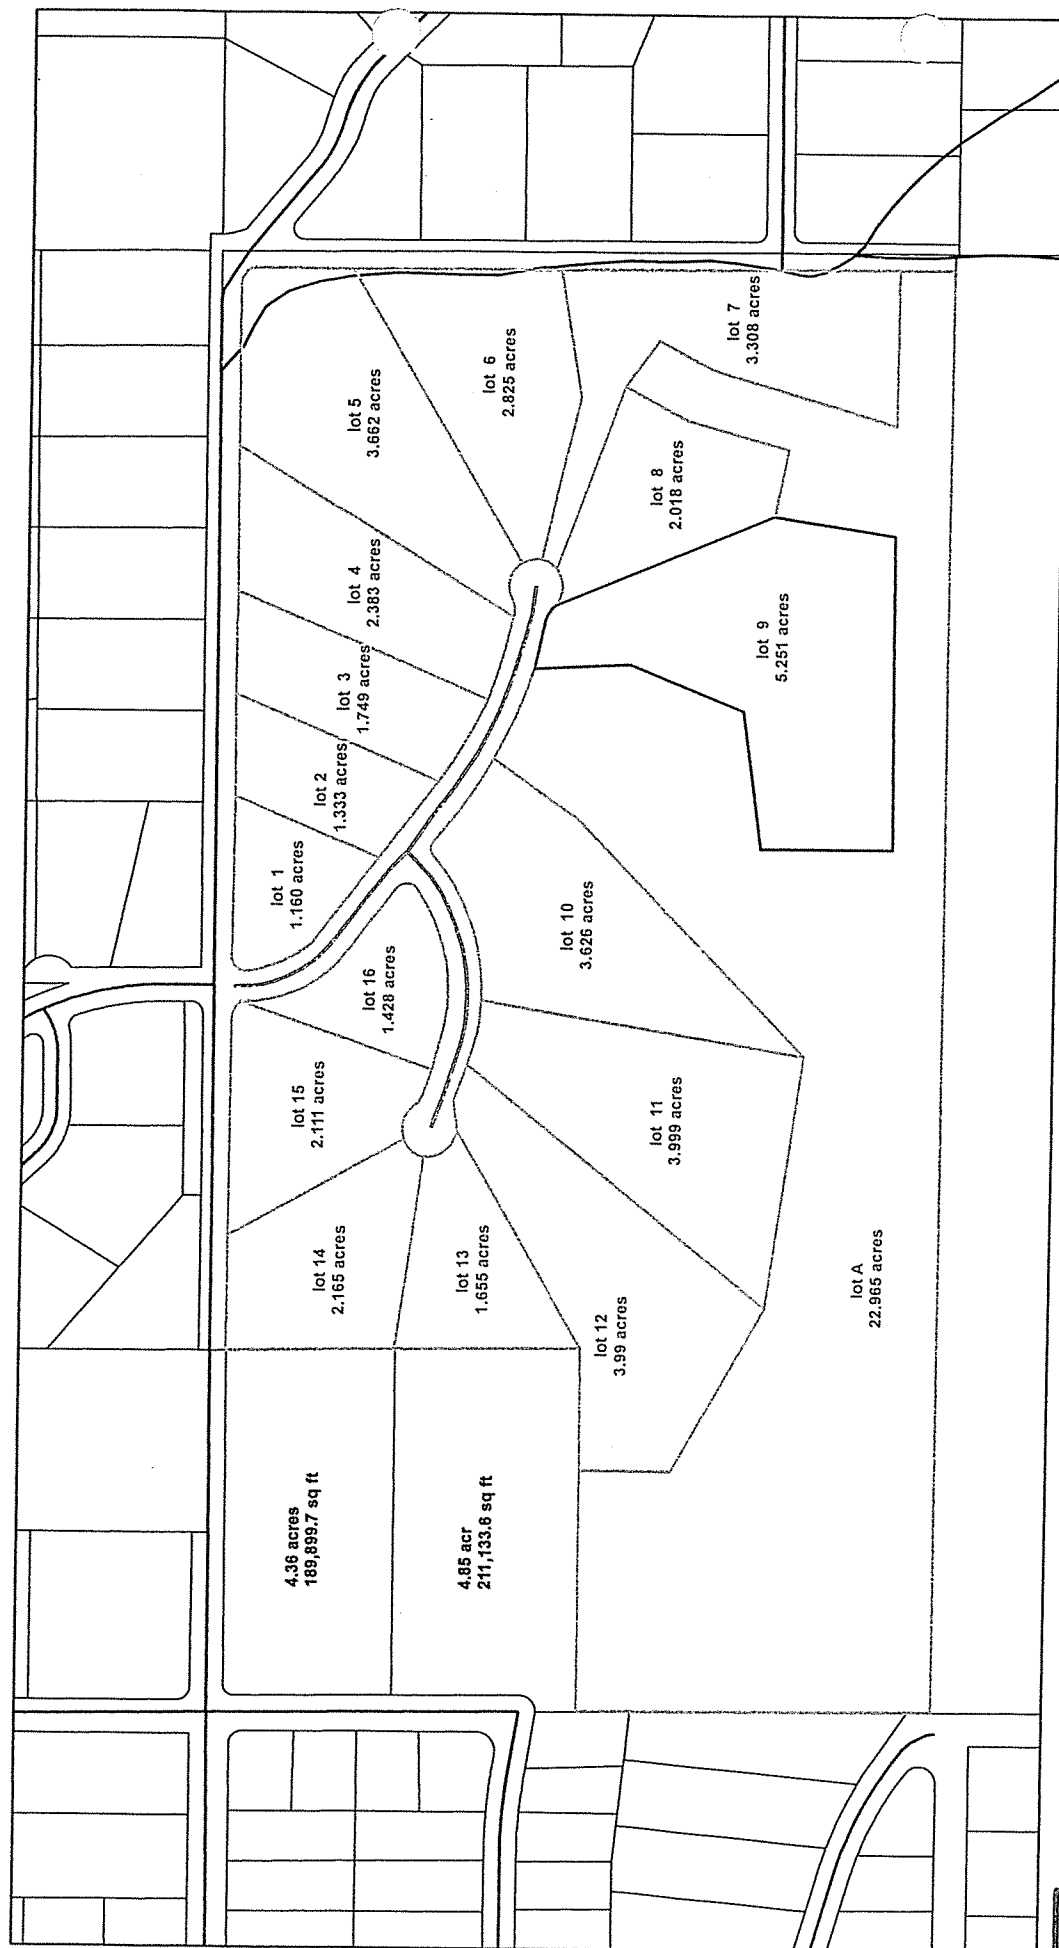 lot 1
1.160 acres
lot 2
1.333 acres
lot 3
1.749 acres
lot 4
2.383 acres
lot 5
3.662 acres
lot 6
2.825 acres
lot 7
3.308 acres
lot 8
2.018 acres
lot 9
5.251 acres
lot 10
3.626 acres
lot 11
3.999 acres
lot 12
3.99 acres
lot 13
1.655 acres
lot 14
2.165 acres
lot 15
2.111 acres
lot 16
1.428 acres
lot A
22.965 acres
4.36 acres
189,899.7 sq ft
4.85 acr
211,133.6 sq ft